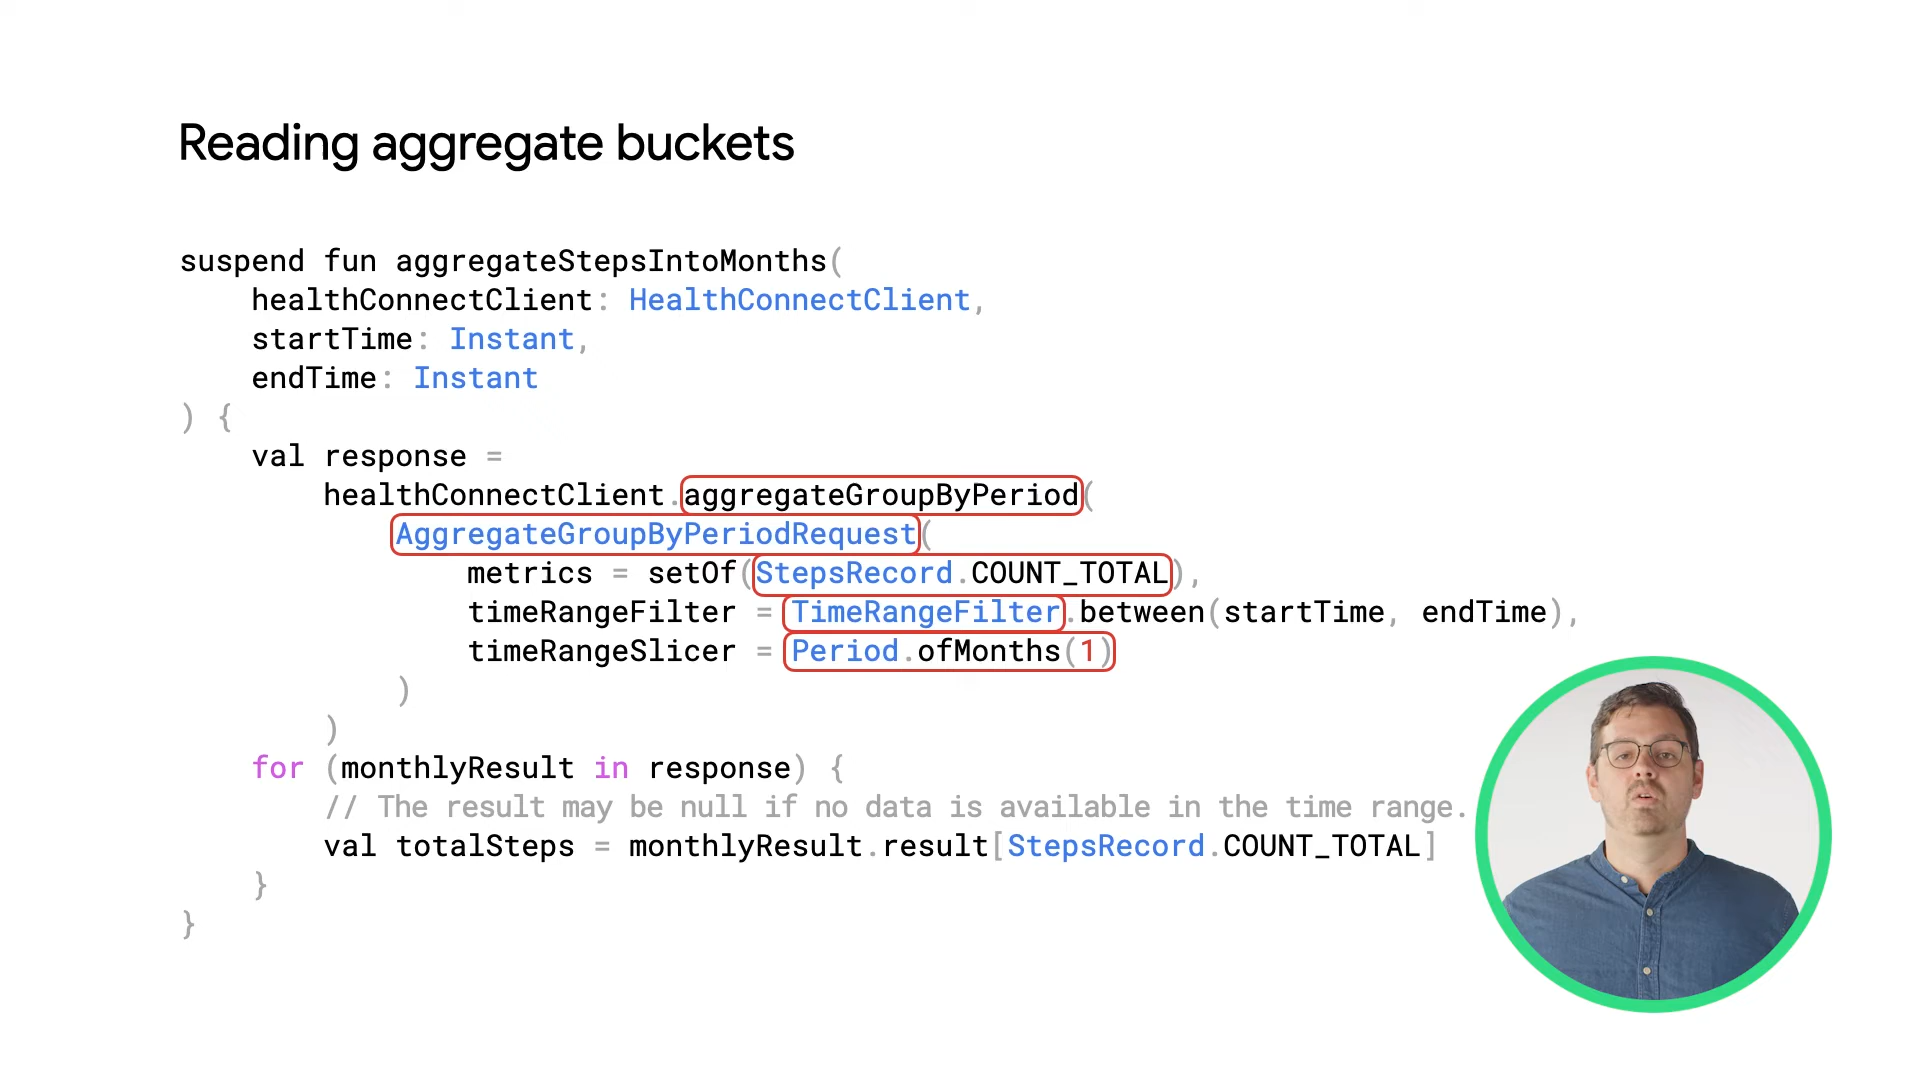 Reading aggregate buckets
suspend fun aggregateStepsIntoMonths(
    healthConnectClient: HealthConnectClient,
    startTime: Instant,
    endTime: Instant
) {
    val response =
        healthConnectClient.aggregateGroupByPeriod(
            AggregateGroupByPeriodRequest(
                metrics = setOf(StepsRecord.COUNT_TOTAL),
                timeRangeFilter = TimeRangeFilter.between(startTime, endTime),
                timeRangeSlicer = Period.ofMonths(1)
            )
        )
    for (monthlyResult in response) {
        // The result may be null if no data is available in the time range.
        val totalSteps = monthlyResult.result[StepsRecord.COUNT_TOTAL]
    }
}